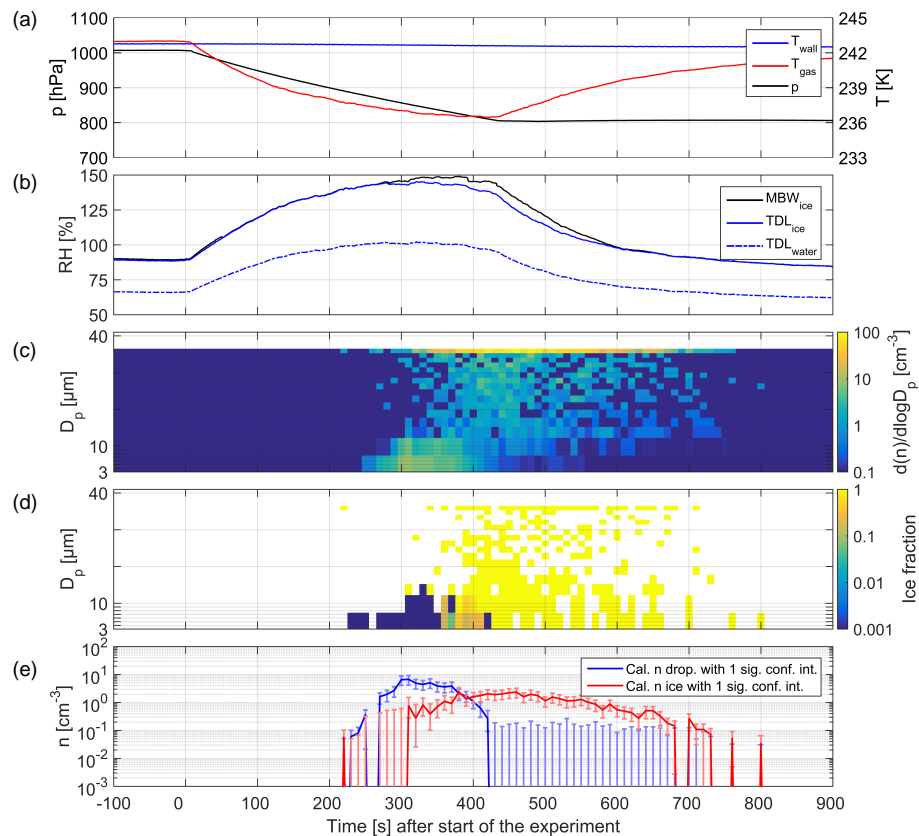 (a)
1100
1000
900
800
700
p [hPa]
245
242
239
236
233
T [K]
T_wall
T_gas
p
(b)
150
125
100
75
50
RH [%]
MBW_ice
TDL_ice
TDL_water
(c)
40
10
3
D_p [µm]
100
10
1
0.1
d(n)/dlogD_p [cm^-3]
(d)
40
10
3
D_p [µm]
1
0.1
0.01
0.001
Ice fraction
(e)
10^2
10^1
10^0
10^-1
10^-2
10^-3
n [cm^-3]
Cal. n drop. with 1 sig. conf. int.
Cal. n ice with 1 sig. conf. int.
-100 0 100 200 300 400 500 600 700 800 900
Time [s] after start of the experiment